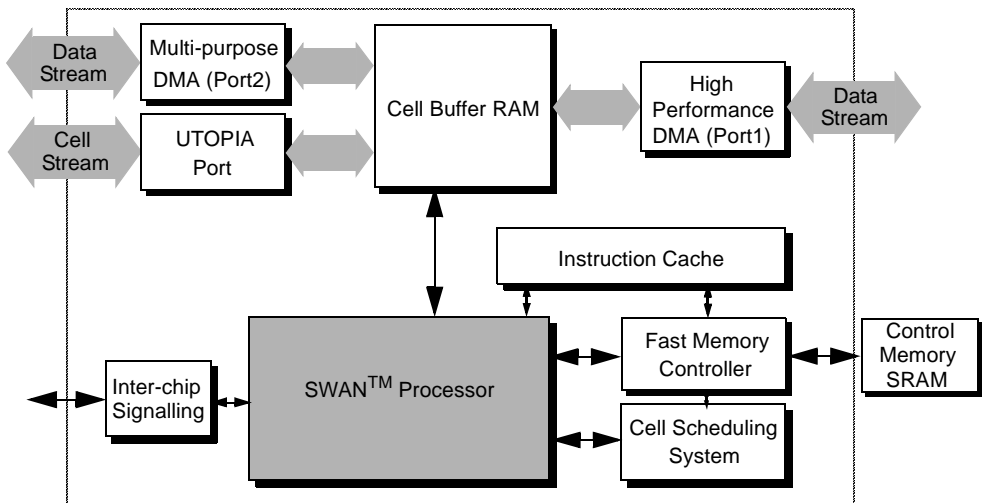 Data
Stream
Multi-purpose
DMA (Port2)
Cell Buffer RAM
High
Performance
DMA (Port1)
Data
Stream
Cell
Stream
UTOPIA
Port
Instruction Cache
SWAN™ Processor
Fast Memory
Controller
Control
Memory
SRAM
Inter-chip
Signalling
Cell Scheduling
System